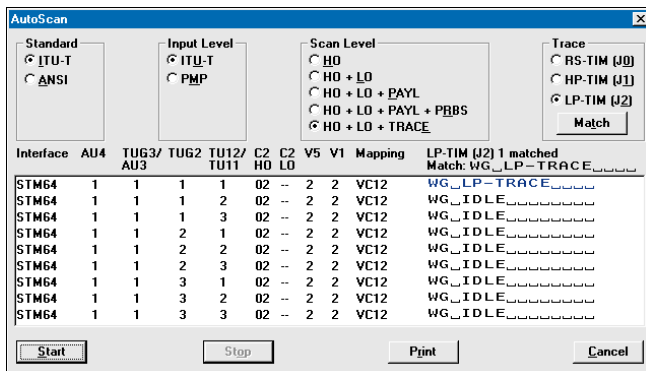 AutoScan
Standard
ITU-T
ANSI
Input Level
ITU-T
PMP
Scan Level
HO
HO + LO
HO + LO + PAYL
HO + LO + PAYL + PRBS
HO + LO + TRACE
Trace
RS-TIM (J0)
HP-TIM (J1)
LP-TIM (J2)
Match
Interface AU4 TUG3/ TUG2 TU12/ C2 C2 V5 V1 Mapping LP-TIM (J2) 1 matched
AU3 TU11 HO LO Match: WG␣LP-TRACE␣␣␣␣
STM64 1 1 1 1 02 -- 2 2 VC12 WG␣LP-TRACE␣␣␣␣
STM64 1 1 1 2 02 -- 2 2 VC12 WG␣IDLE␣␣␣␣␣␣␣␣
STM64 1 1 1 3 02 -- 2 2 VC12 WG␣IDLE␣␣␣␣␣␣␣␣
STM64 1 1 2 1 02 -- 2 2 VC12 WG␣IDLE␣␣␣␣␣␣␣␣
STM64 1 1 2 2 02 -- 2 2 VC12 WG␣IDLE␣␣␣␣␣␣␣␣
STM64 1 1 2 3 02 -- 2 2 VC12 WG␣IDLE␣␣␣␣␣␣␣␣
STM64 1 1 3 1 02 -- 2 2 VC12 WG␣IDLE␣␣␣␣␣␣␣␣
STM64 1 1 3 2 02 -- 2 2 VC12 WG␣IDLE␣␣␣␣␣␣␣␣
STM64 1 1 3 3 02 -- 2 2 VC12 WG␣IDLE␣␣␣␣␣␣␣␣
Start Stop Print Cancel